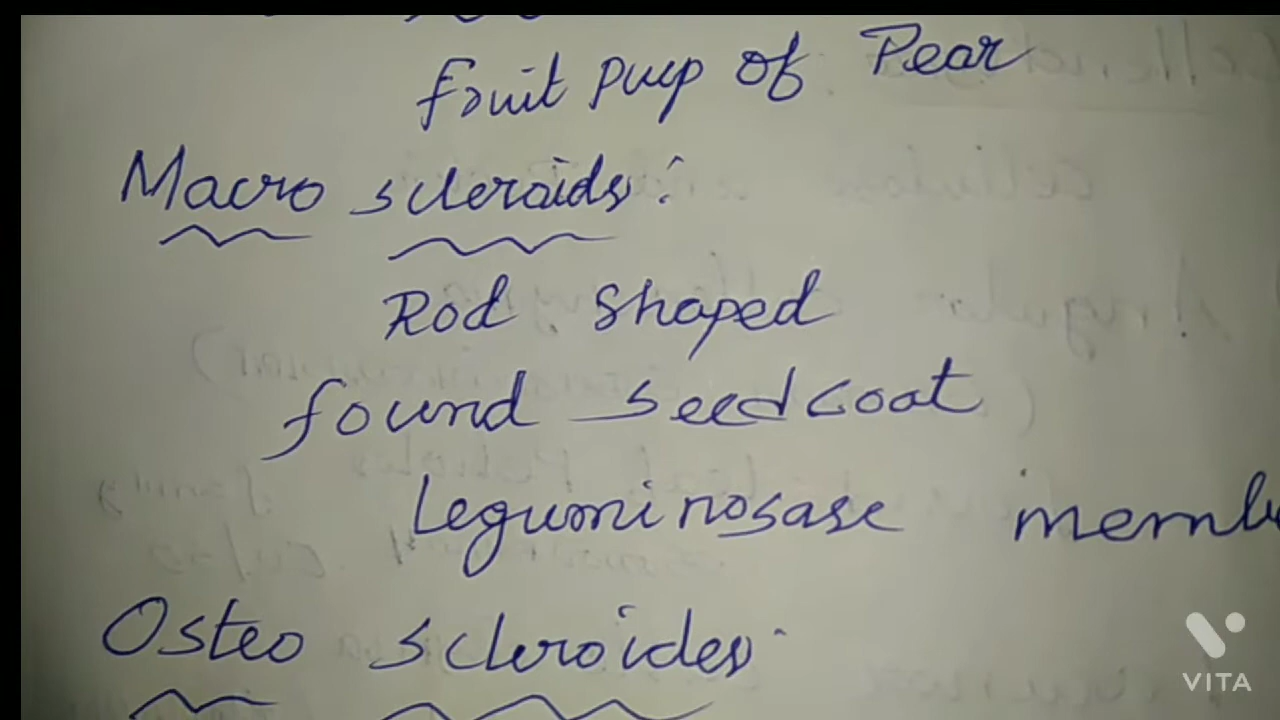 fruit pulp of Pear
Macro scleroids:
Rod shaped
found seedcoat
Leguminosase
Osteo scleroides:
VITA